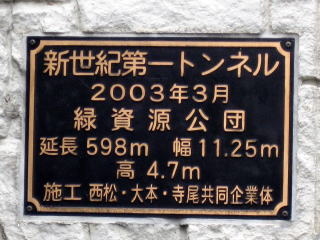 新世紀第一トンネル
2003年3月
緑資源公団
延長 598m 幅 11.25m
高 4.7m
施工 西松・大本・寺尾共同企業体